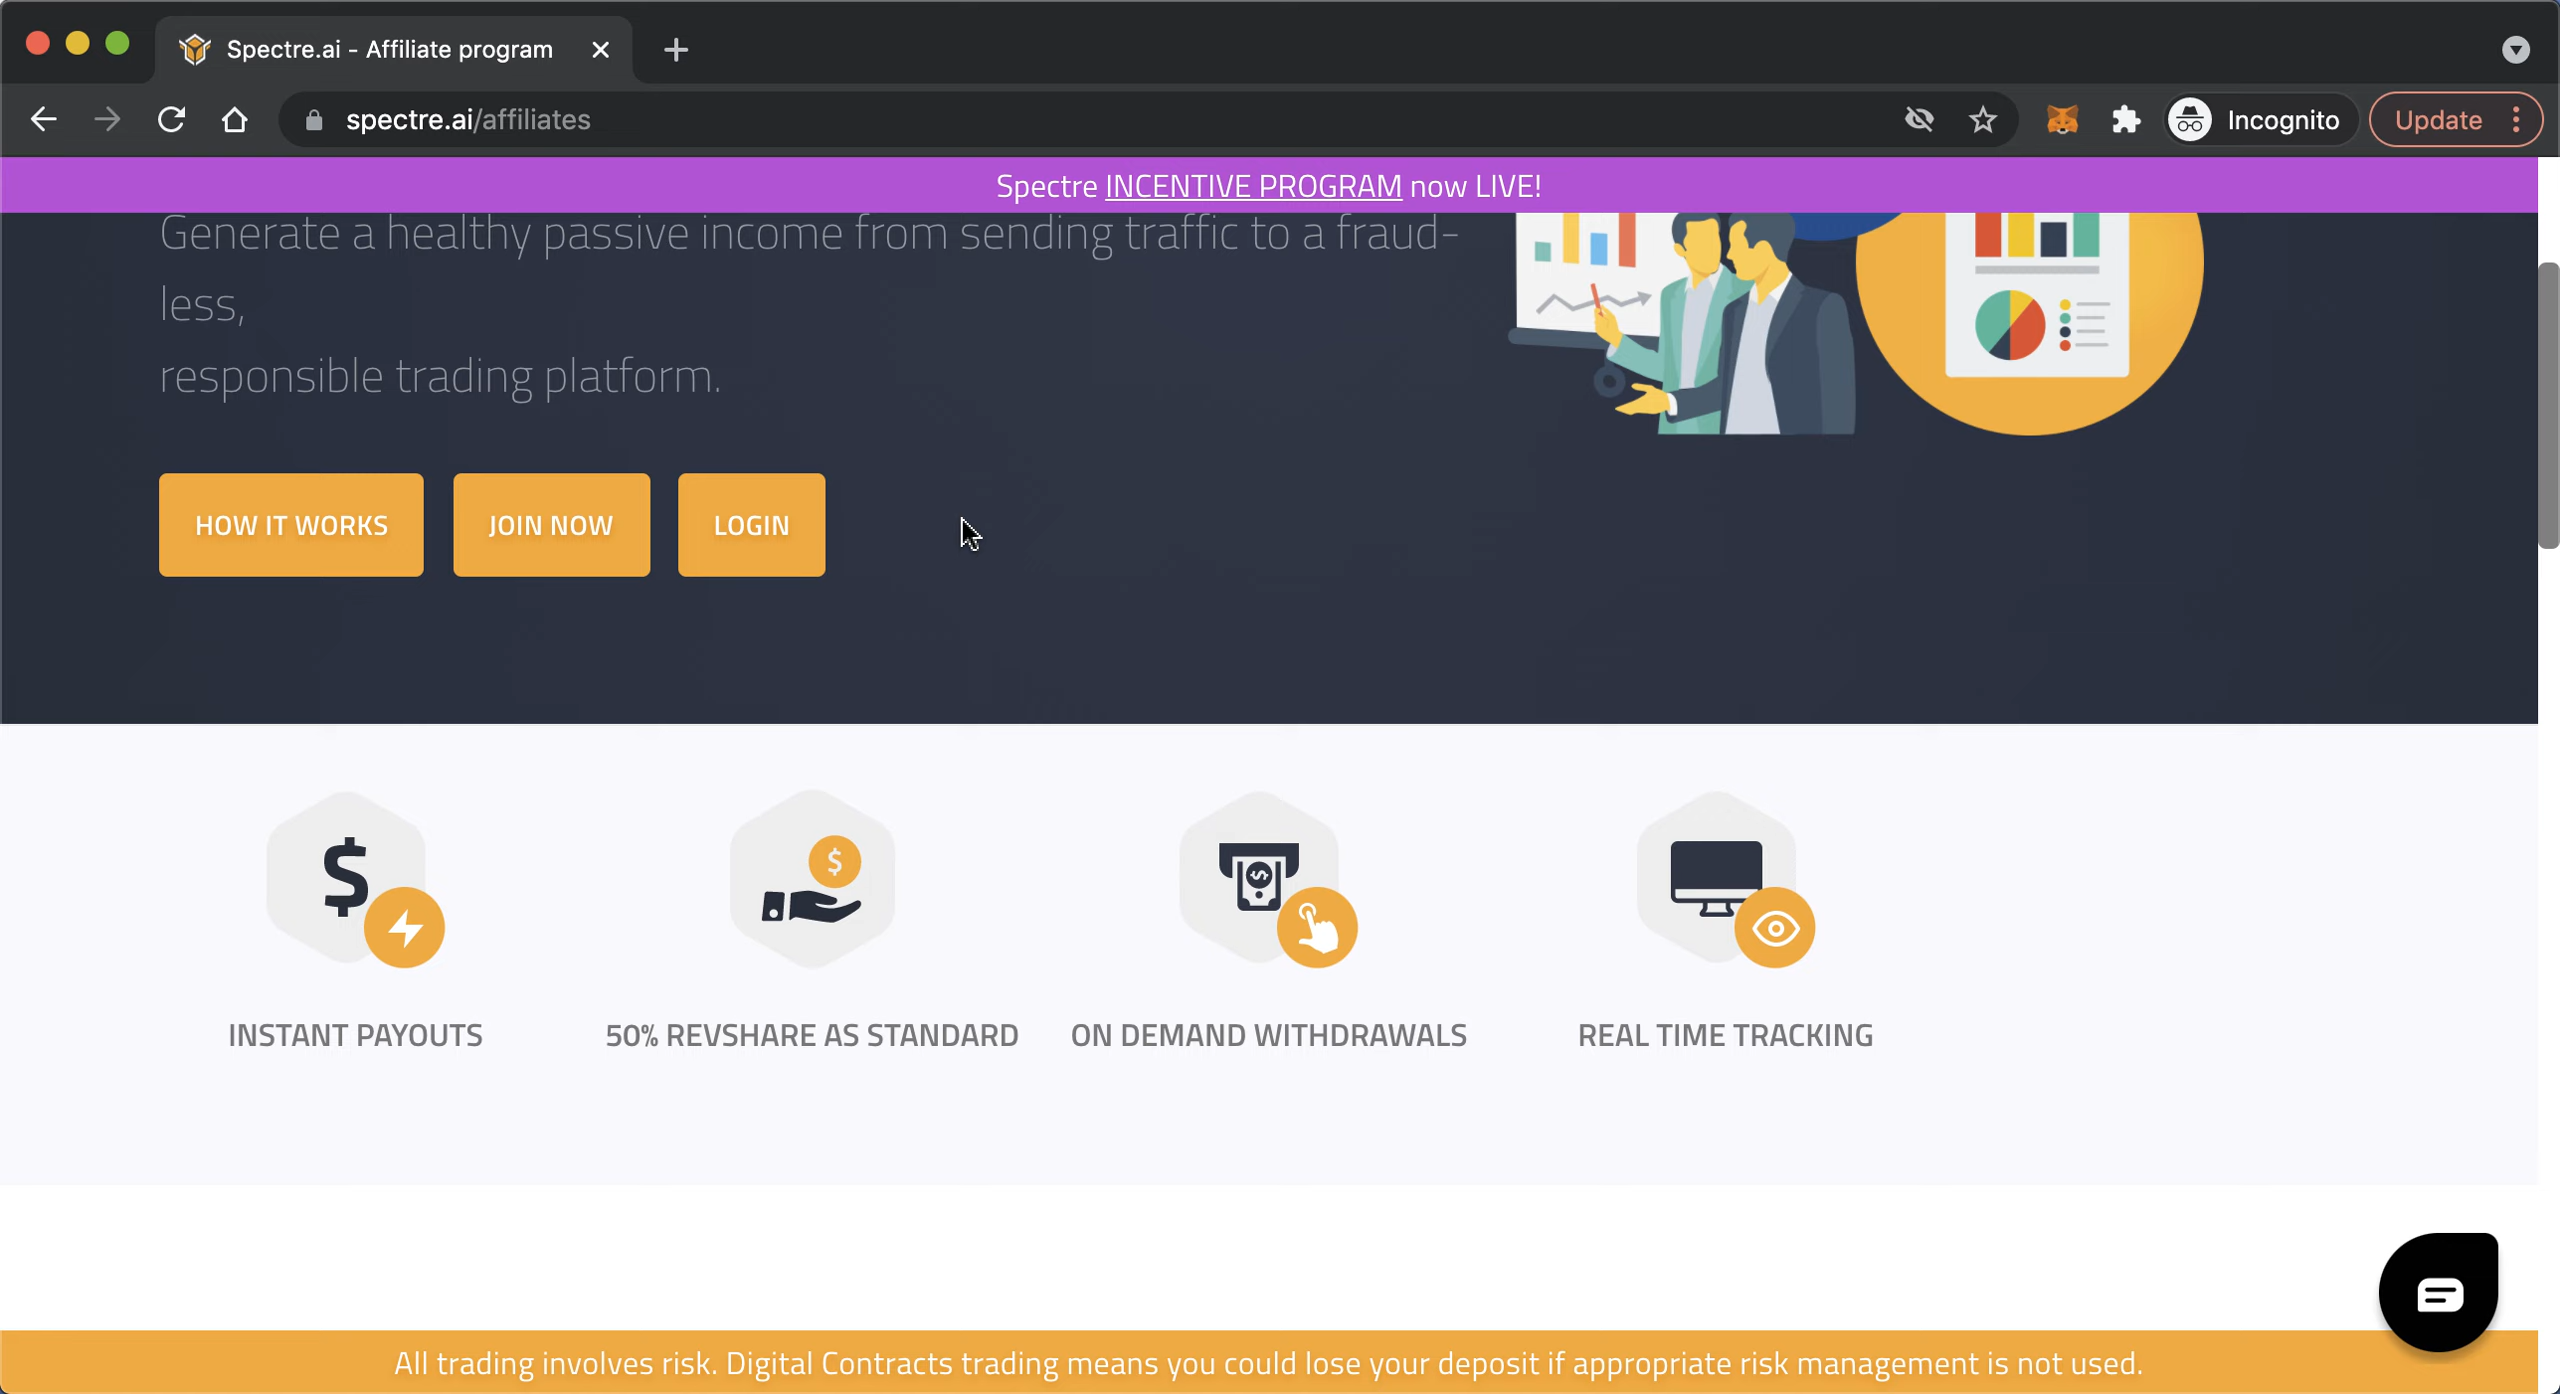 Spectre.ai - Affiliate program
spectre.ai/affiliates
Incognito
Update
Spectre INCENTIVE PROGRAM now LIVE!
Generate a healthy passive income from sending traffic to a fraud-
less,
responsible trading platform.
HOW IT WORKS
JOIN NOW
LOGIN
$
$
INSTANT PAYOUTS
50% REVSHARE AS STANDARD
ON DEMAND WITHDRAWALS
REAL TIME TRACKING
All trading involves risk. Digital Contracts trading means you could lose your deposit if appropriate risk management is not used.